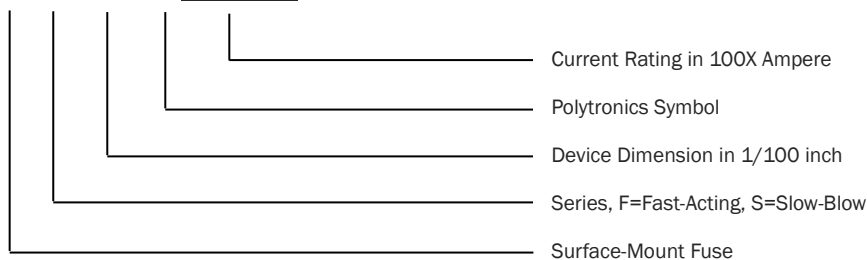 Current Rating in 100X Ampere
Polytronics Symbol
Device Dimension in 1/100 inch
Series, F=Fast-Acting, S=Slow-Blow
Surface-Mount Fuse